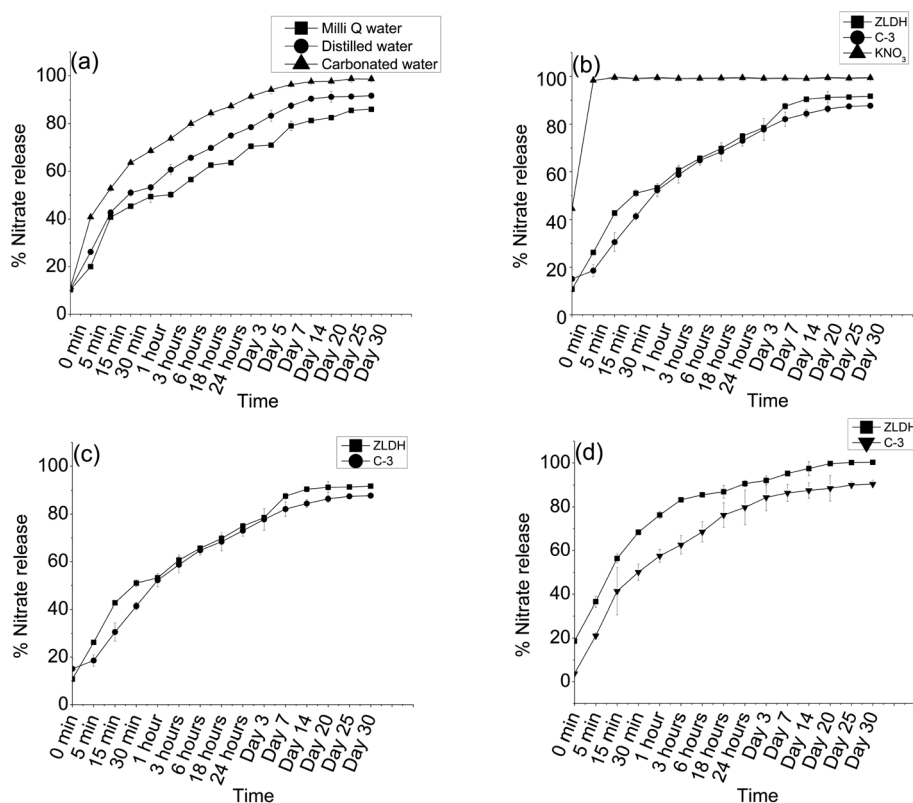 (a)
Milli Q water
Distilled water
Carbonated water
100
80
60
40
20
0
% Nitrate release
0 min
5 min
15 min
30 min
1 hour
3 hours
6 hours
18 hours
24 hours
Day 3
Day 5
Day 7
Day 14
Day 20
Day 25
Day 30
Time
(b)
ZLDH
C-3
KNO₃
100
80
60
40
20
0
% Nitrate release
0 min
5 min
15 min
30 min
1 hour
3 hours
6 hours
18 hours
24 hours
Day 3
Day 7
Day 14
Day 20
Day 25
Day 30
Time
(c)
ZLDH
C-3
100
80
60
40
20
0
% Nitrate release
0 min
5 min
15 min
30 min
1 hour
3 hours
6 hours
18 hours
24 hours
Day 3
Day 7
Day 14
Day 20
Day 25
Day 30
Time
(d)
ZLDH
C-3
100
80
60
40
20
0
% Nitrate release
0 min
5 min
15 min
30 min
1 hour
3 hours
6 hours
18 hours
24 hours
Day 3
Day 7
Day 14
Day 20
Day 25
Day 30
Time